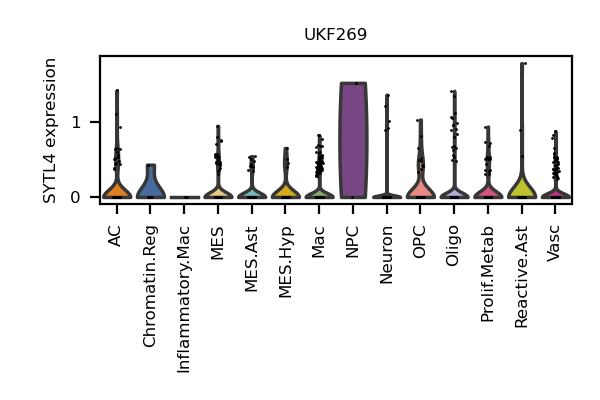 UKF269
SYTL4 expression
1
0
AC
Chromatin.Reg
Inflammatory.Mac
MES
MES.Ast
MES.Hyp
Mac
NPC
Neuron
OPC
Oligo
Prolif.Metab
Reactive.Ast
Vasc